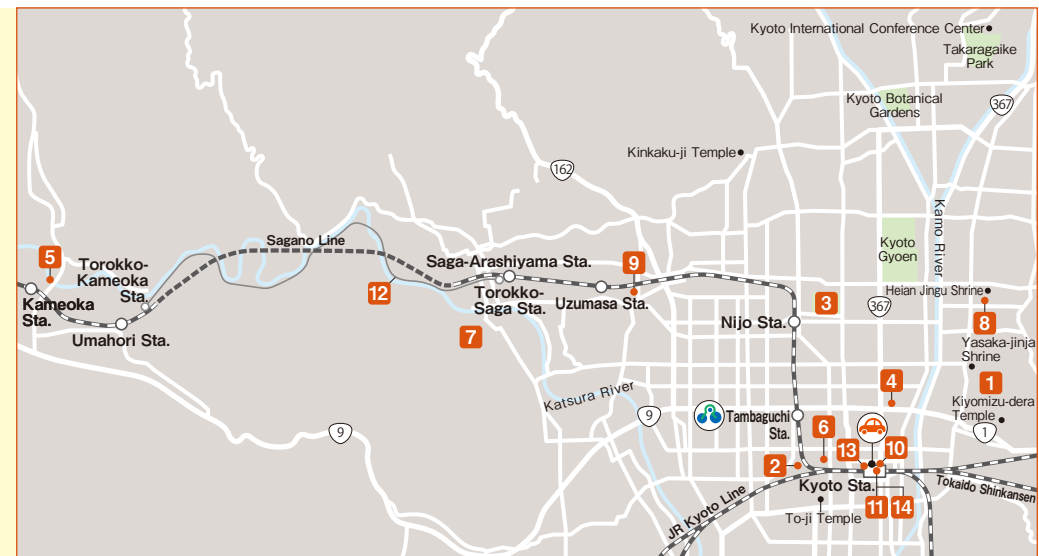 Kyoto International Conference Center
Takaragaike
Park
Kyoto Botanical
Gardens
367
Kinkaku-ji Temple
162
Kamo River
Sagano Line
5
Torokko-
Kameoka
Sta.
Saga-Arashiyama Sta.
9
Kyoto
Gyoen
Kameoka
Sta.
12
Torokko-
Saga Sta.
Uzumasa Sta.
3
367
Heian Jingu Shrine
8
Umahori Sta.
7
Nijo Sta.
Yasaka-jinja
Shrine
1
Katsura River
4
Kiyomizu-dera
Temple
9
9
Tambaguchi
Sta.
1
6
13
10
2
Kyoto Sta.
Tokaido Shinkansen
11
14
JR Kyoto Line
To-ji Temple